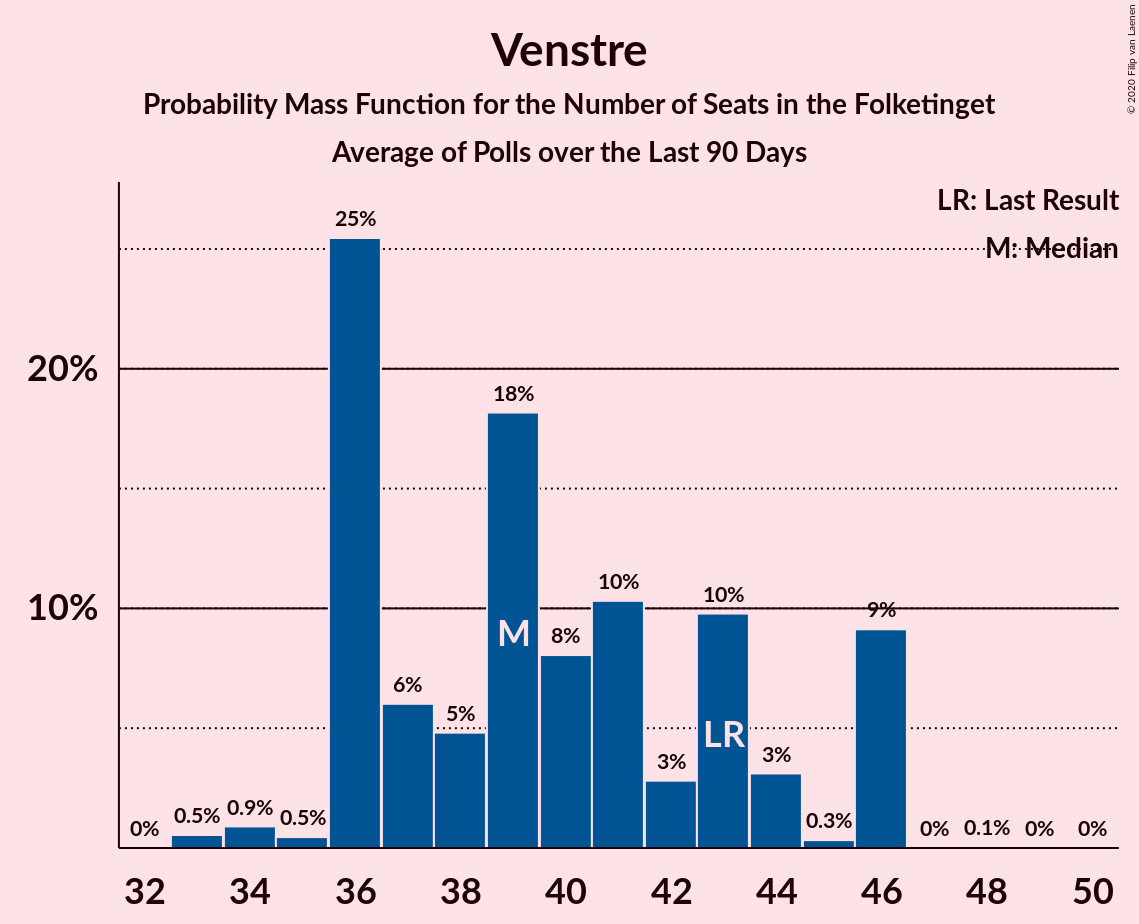 Venstre
Probability Mass Function for the Number of Seats in the Folketinget
Average of Polls over the Last 90 Days
© 2020 Filip van Laenen
LR: Last Result
M: Median
20%
10%
0%
0.5%
0.9%
0.5%
25%
6%
5%
18%
8%
10%
3%
10%
3%
0.3%
9%
0%
0.1%
0%
0%
M
LR
32 34 36 38 40 42 44 46 48 50